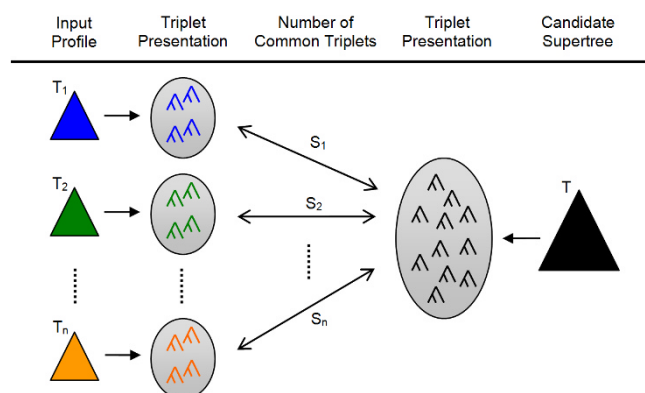 Input Profile
Triplet Presentation
Number of Common Triplets
Triplet Presentation
Candidate Supertree
T1
S1
T2
S2
T
Sn
Tn